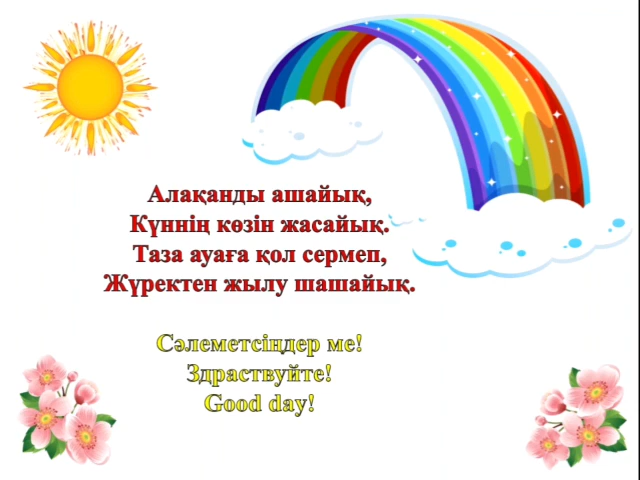 Алақанды ашайық,
Күннің көзін жасайық.
Таза ауаға қол сермеп,
Жүректен жылу шашайық.
Сәлеметсіңдер ме!
Здраствуйте!
Good day!